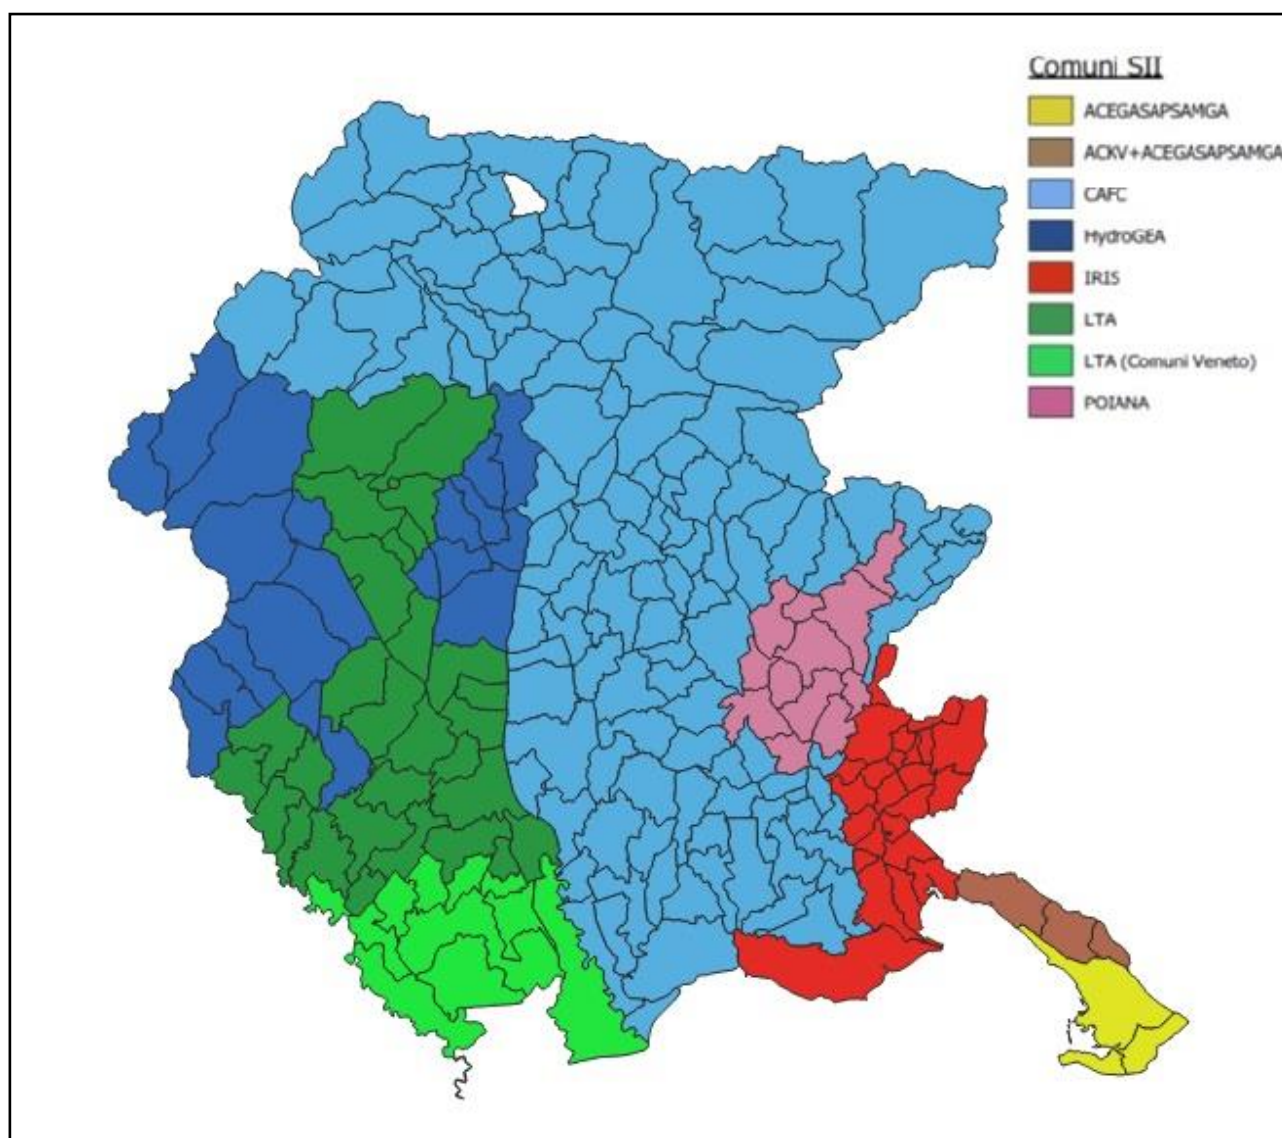 Comuni SII
ACEGASAPSAMGA
ACKV+ACEGASAPSAMGA
CAFC
HydroGEA
IRIS
LTA
LTA (Comuni Veneto)
POIANA